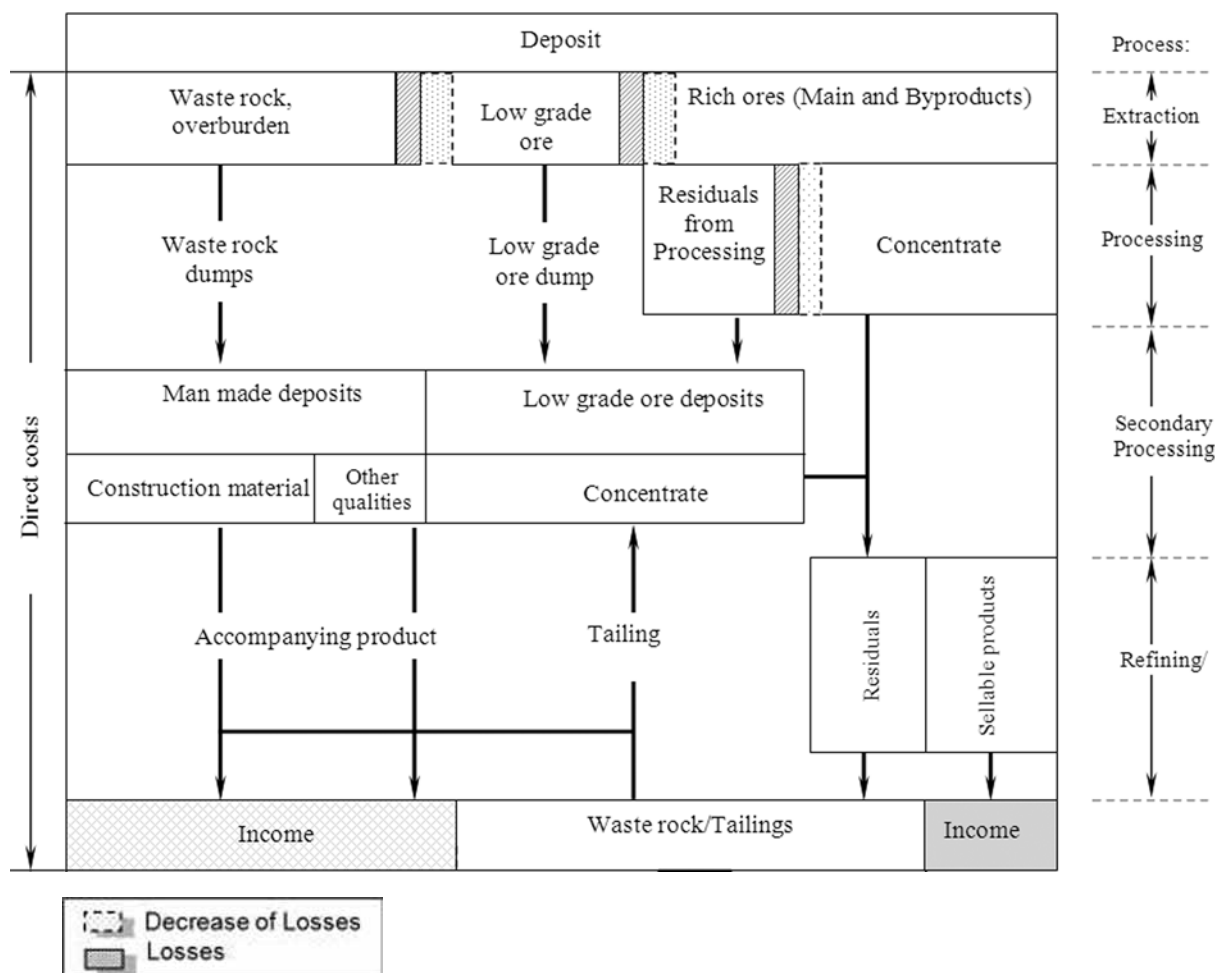 Deposit
Process:
Waste rock,
overburden
Low grade
ore
Rich ores (Main and Byproducts)
Extraction
Waste rock
dumps
Low grade
ore dump
Residuals
from
Processing
Concentrate
Processing
Direct costs
Man made deposits
Low grade ore deposits
Secondary
Processing
Construction material
Other
qualities
Concentrate
Accompanying product
Tailing
Residuals
Sellable products
Refining/
Income
Waste rock/Tailings
Income
Decrease of Losses
Losses